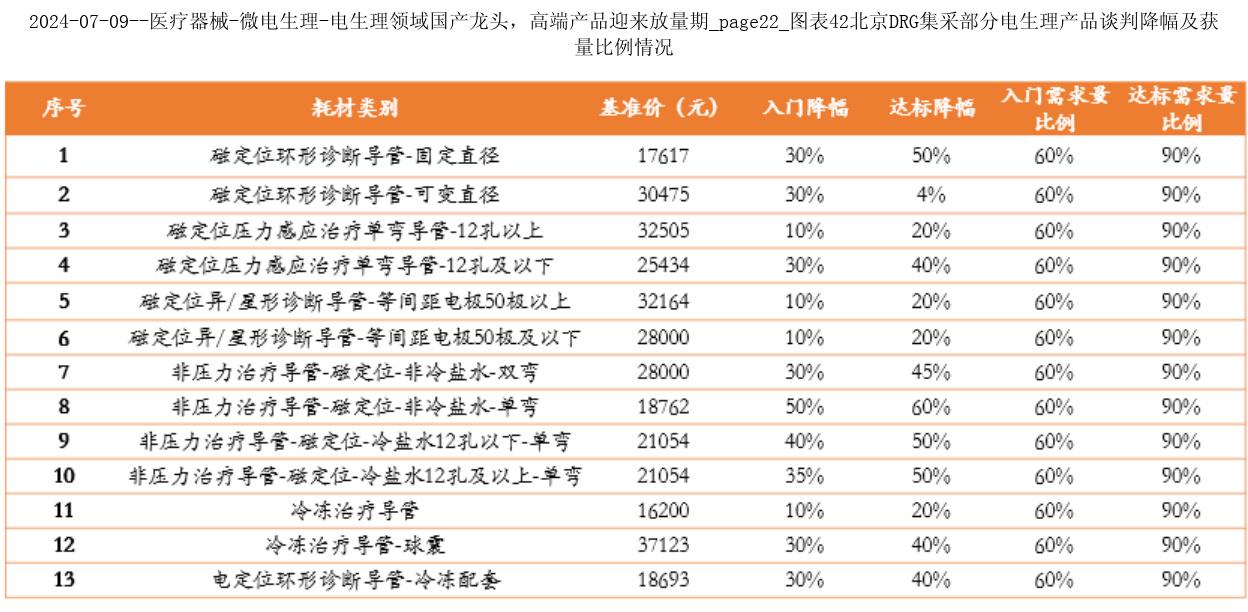 2024-07-09--医疗器械-微电生理-电生理领域国产龙头，高端产品迎来放量期_page22_图表42北京DRG集采部分电生理产品谈判降幅及获
量比例情况
序号 耗材类别 基准价（元） 入门降幅 达标降幅 入门需求量比例 达标需求量比例
1 磁定位环形诊断导管-固定直径 17617 30% 50% 60% 90%
2 磁定位环形诊断导管-可变直径 30475 30% 4% 60% 90%
3 磁定位压力感应治疗单弯导管-12孔以上 32505 10% 20% 60% 90%
4 磁定位压力感应治疗单弯导管-12孔及以下 25434 30% 40% 60% 90%
5 磁定位异/星形诊断导管-等间距电极50极以上 32164 10% 20% 60% 90%
6 磁定位异/星形诊断导管-等间距电极50极及以下 28000 10% 20% 60% 90%
7 非压力治疗导管-磁定位-非冷盐水-双弯 28000 30% 45% 60% 90%
8 非压力治疗导管-磁定位-非冷盐水-单弯 18762 50% 60% 60% 90%
9 非压力治疗导管-磁定位-冷盐水12孔以下-单弯 21054 40% 50% 60% 90%
10 非压力治疗导管-磁定位-冷盐水12孔及以上-单弯 21054 35% 50% 60% 90%
11 冷冻治疗导管 16200 10% 20% 60% 90%
12 冷冻治疗导管-球囊 37123 30% 40% 60% 90%
13 电定位环形诊断导管-冷冻配套 18693 30% 40% 60% 90%